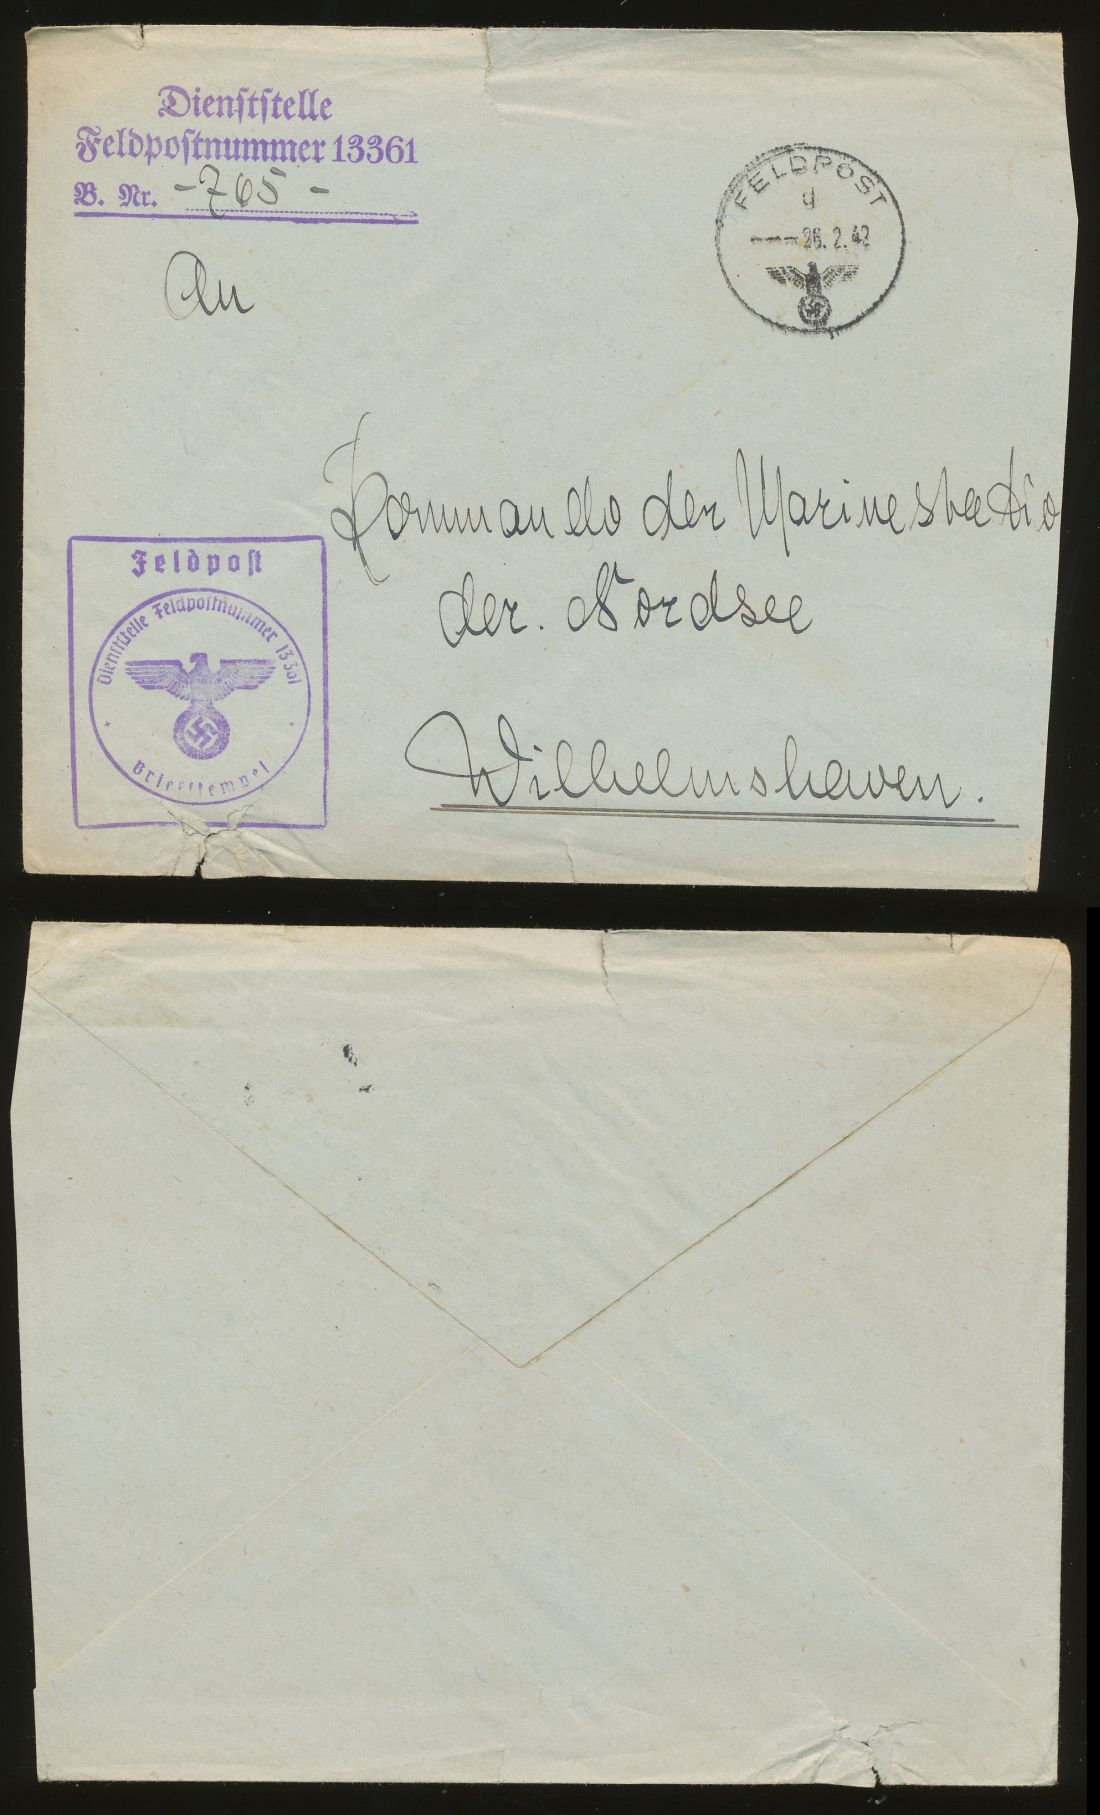 Dienststelle
Feldpostnummer 13361
B. Nr. -765-
FELDPOST
d
26.2.42
An
Kommando der Marinestatio
der. Nordsee
Wilhelmshaven.
Feldpost
Dienststelle Feldpostnummer 13361
Briefstempel